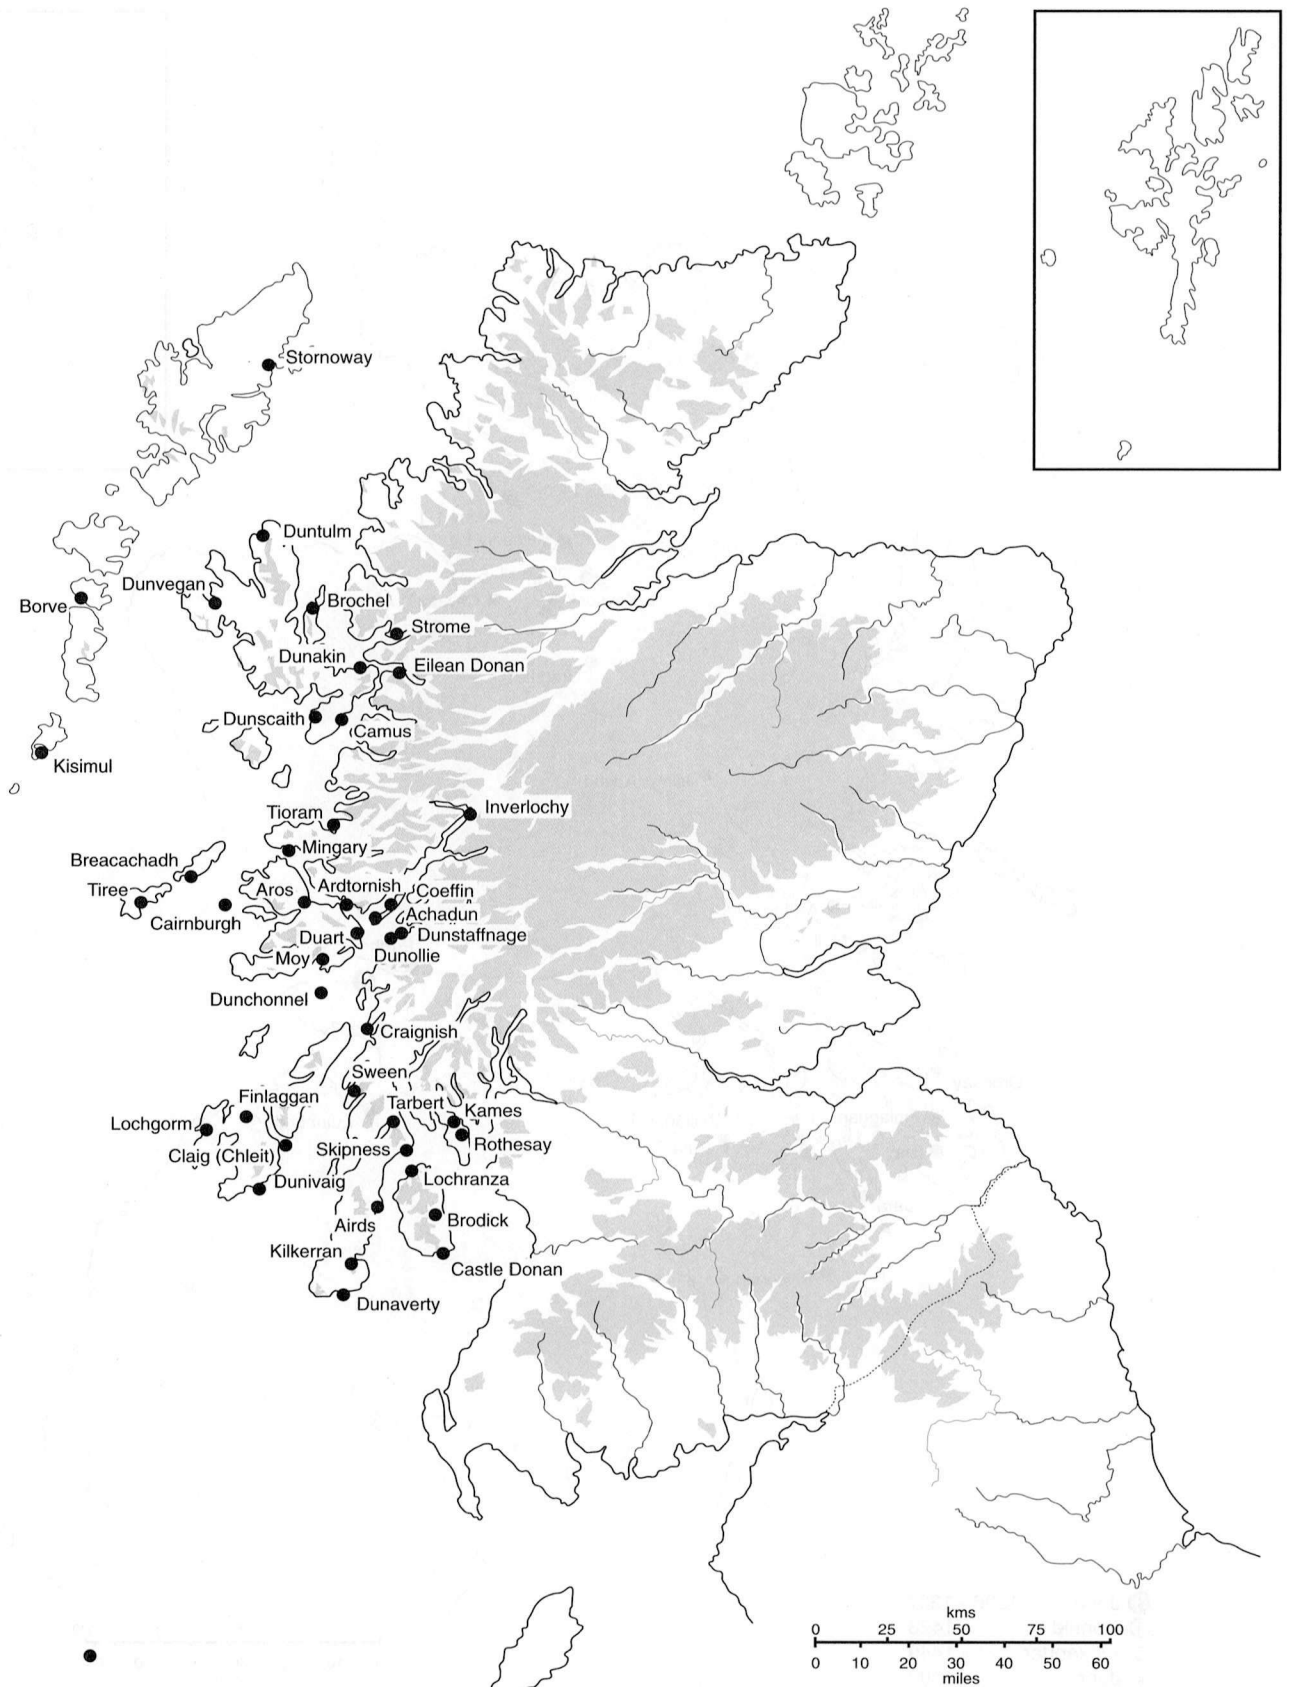 Stornoway
Duntulm
Dunvegan
Borve
Brochel
Strome
Dunakin
Eilean Donan
Dunscaith
Camus
Kisimul
Tioram
Inverlochy
Mingary
Breacachadh
Tiree
Aros
Ardtornish
Coeffin
Achadun
Cairnburgh
Duart
Dunstaffnage
Moy
Dunollie
Dunchonnel
Craignish
Sween
Finlaggan
Tarbert
Kames
Lochgorm
Rothesay
Claig (Chleit)
Skipness
Dunivaig
Lochranza
Airds
Brodick
Kilkerran
Castle Donan
Dunaverty
kms
0 25 50 75 100
0 10 20 30 40 50 60
miles